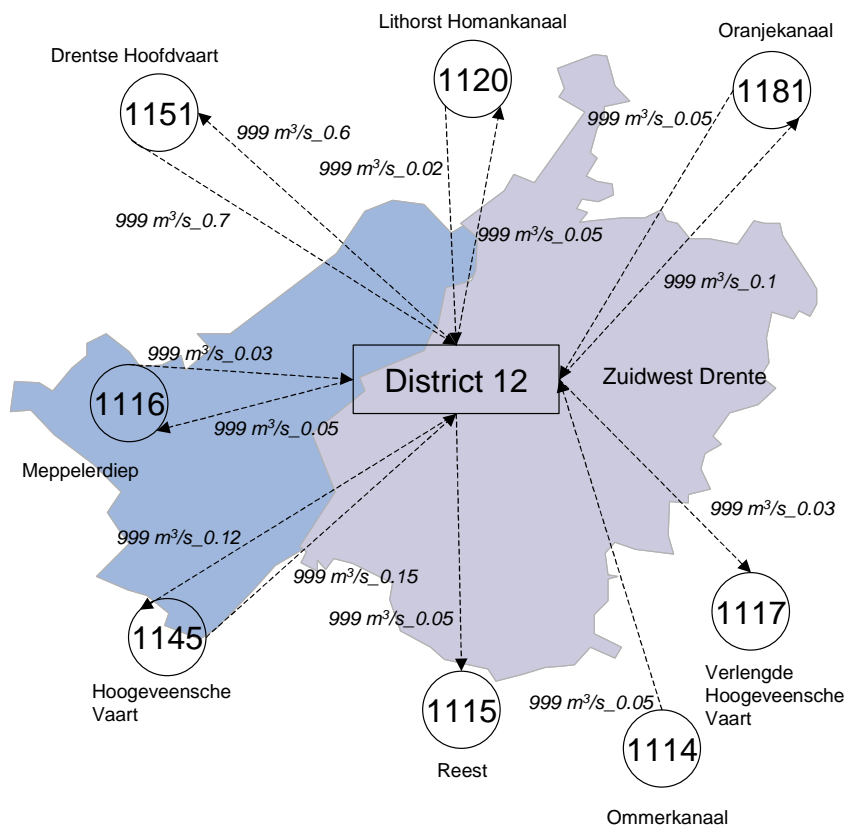 Lithorst Homankanaal
Oranjekanaal
Drentse Hoofdvaart
1120
1181
1151
999 m³/s_0.05
999 m³/s_0.6
999 m³/s_0.02
999 m³/s_0.7
999 m³/s_0.05
999 m³/s_0.1
999 m³/s_0.03
District 12
Zuidwest Drente
1116
999 m³/s_0.05
Meppelerdiep
999 m³/s_0.03
999 m³/s_0.12
999 m³/s_0.15
999 m³/s_0.05
1117
1145
Hoogeveensche
Vaart
Verlengde
Hoogeveensche
Vaart
1115
999 m³/s_0.05
1114
Reest
Ommerkanaal